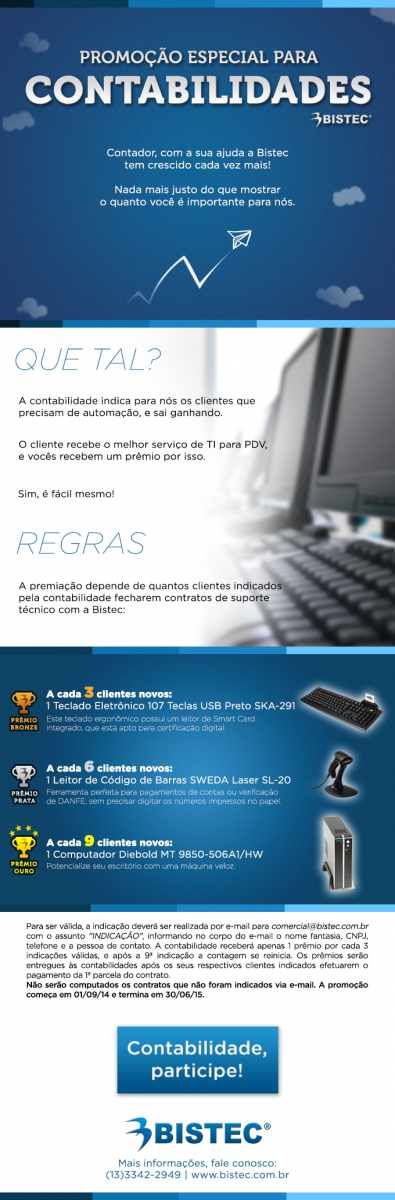 PROMOÇÃO ESPECIAL PARA
CONTABILIDADES
BISTEC®
Contador, com a sua ajuda a Bistec
tem crescido cada vez mais!
Nada mais justo do que mostrar
o quanto você é importante para nós.
QUE TAL?
A contabilidade indica para nós os clientes que
precisam de automação, e sai ganhando.
O cliente recebe o melhor serviço de TI para PDV,
e vocês recebem um prêmio por isso.
Sim, é fácil mesmo!
REGRAS
A premiação depende de quantos clientes indicados
pela contabilidade fecharem contratos de suporte
técnico com a Bistec:
PRÊMIO
BRONZE
A cada 3 clientes novos:
1 Teclado Eletrônico 107 Teclas USB Preto SKA-291
Este teclado ergonômico possui um leitor de Smart Card
integrado, que está apto para certificação digital.
PRÊMIO
PRATA
A cada 6 clientes novos:
1 Leitor de Código de Barras SWEDA Laser SL-20
Ferramenta perfeita para pagamentos de contas ou verificação
de DANFE, sem precisar digitar os números impressos no papel.
PRÊMIO
OURO
A cada 9 clientes novos:
1 Computador Diebold MT 9850-506A1/HW
Potencialize seu escritório com uma máquina veloz.
Para ser válida, a indicação deverá ser realizada por e-mail para comercial@bistec.com.br
com o assunto "INDICAÇÃO", informando no corpo do e-mail o nome fantasia, CNPJ,
telefone e a pessoa de contato. A contabilidade receberá apenas 1 prêmio por cada 3
indicações válidas, e após a 9ª indicação a contagem se reinicia. Os prêmios serão
entregues às contabilidades após os seus respectivos clientes indicados efetuarem o
pagamento da 1ª parcela do contrato.
Não serão computados os contratos que não foram indicados via e-mail. A promoção
começa em 01/09/14 e termina em 30/06/15.
Contabilidade,
participe!
BISTEC®
Mais informações, fale conosco:
(13)3342-2949 | www.bistec.com.br